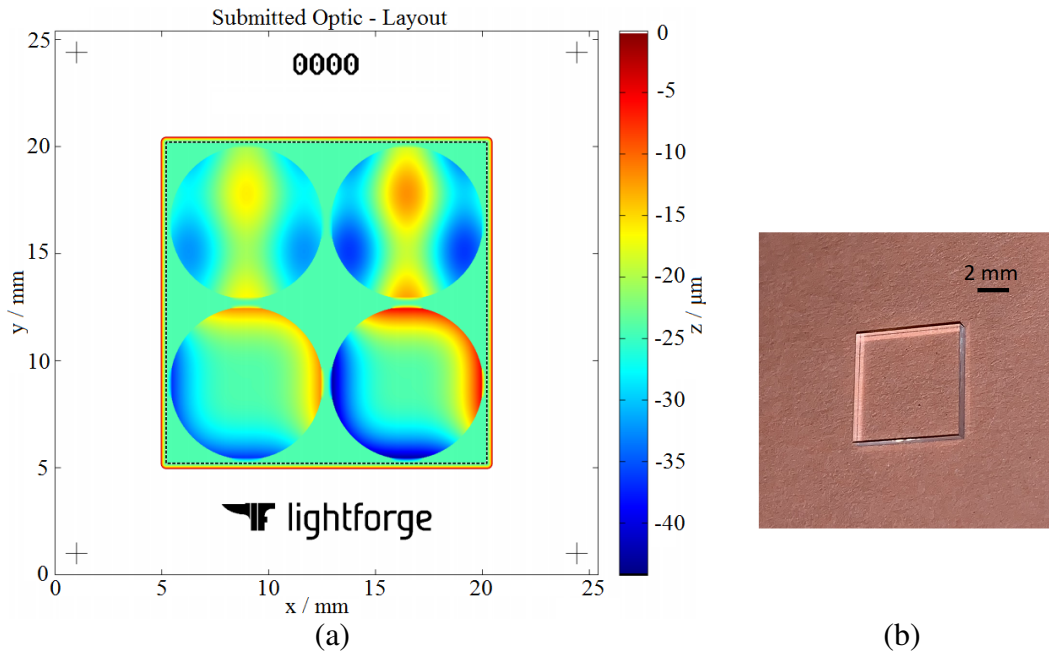 Submitted Optic - Layout
0000
25
20
15
10
5
0
y / mm
0 5 10 15 20 25
x / mm
lightforge
0
-5
-10
-15
-20
-25
-30
-35
-40
z / µm
2 mm
(a)
(b)